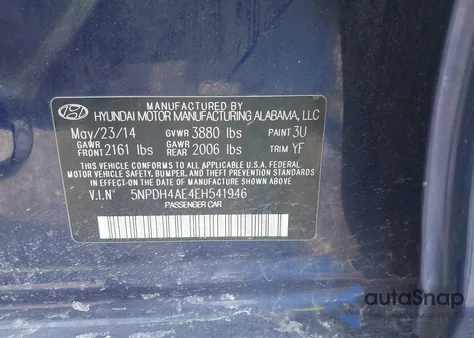 HYUNDAI MOTOR MANUFACTURING ALABAMA, LLC
May/23/14 GVWR 3880 lbs PAINT 3U
GAWR FRONT 2161 lbs GAWR REAR 2006 lbs TRIM YF
THIS VEHICLE CONFORMS TO ALL APPLICABLE U.S.A. FEDERAL
MOTOR VEHICLE SAFETY, BUMPER, AND THEFT PREVENTION
STANDARDS IN EFFECT ON THE DATE OF MANUFACTURE SHOWN ABOVE.
V.I.N° 5NPDH4AE4EH541946
PASSENGER CAR
autoSnap